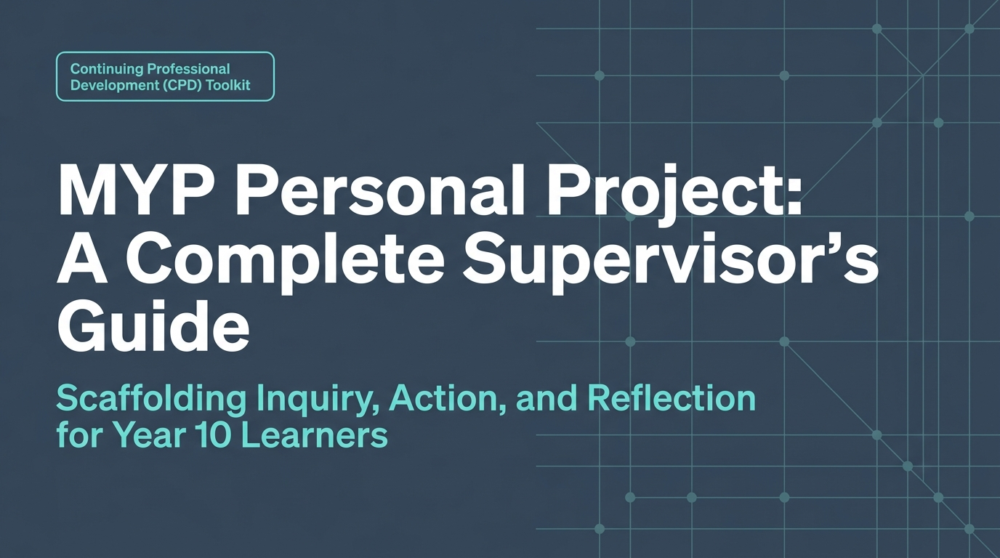 Continuing Professional
Development (CPD) Toolkit
MYP Personal Project:
A Complete Supervisor’s
Guide
Scaffolding Inquiry, Action, and Reflection
for Year 10 Learners